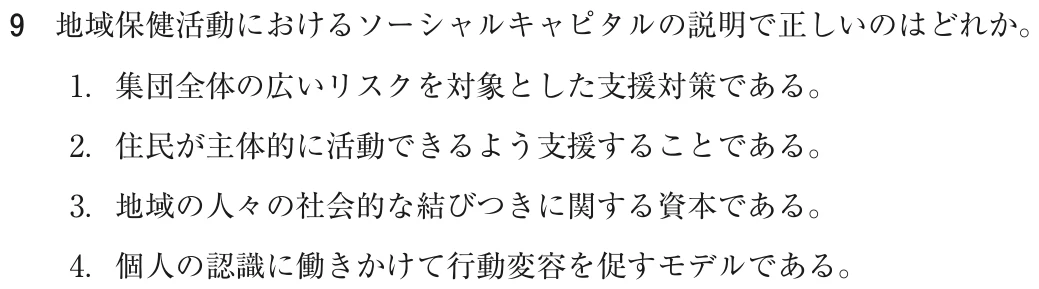 9 地域保健活動におけるソーシャルキャピタルの説明で正しいのはどれか。
1. 集団全体の広いリスクを対象とした支援対策である。
2. 住民が主体的に活動できるよう支援することである。
3. 地域の人々の社会的な結びつきに関する資本である。
4. 個人の認識に働きかけて行動変容を促すモデルである。